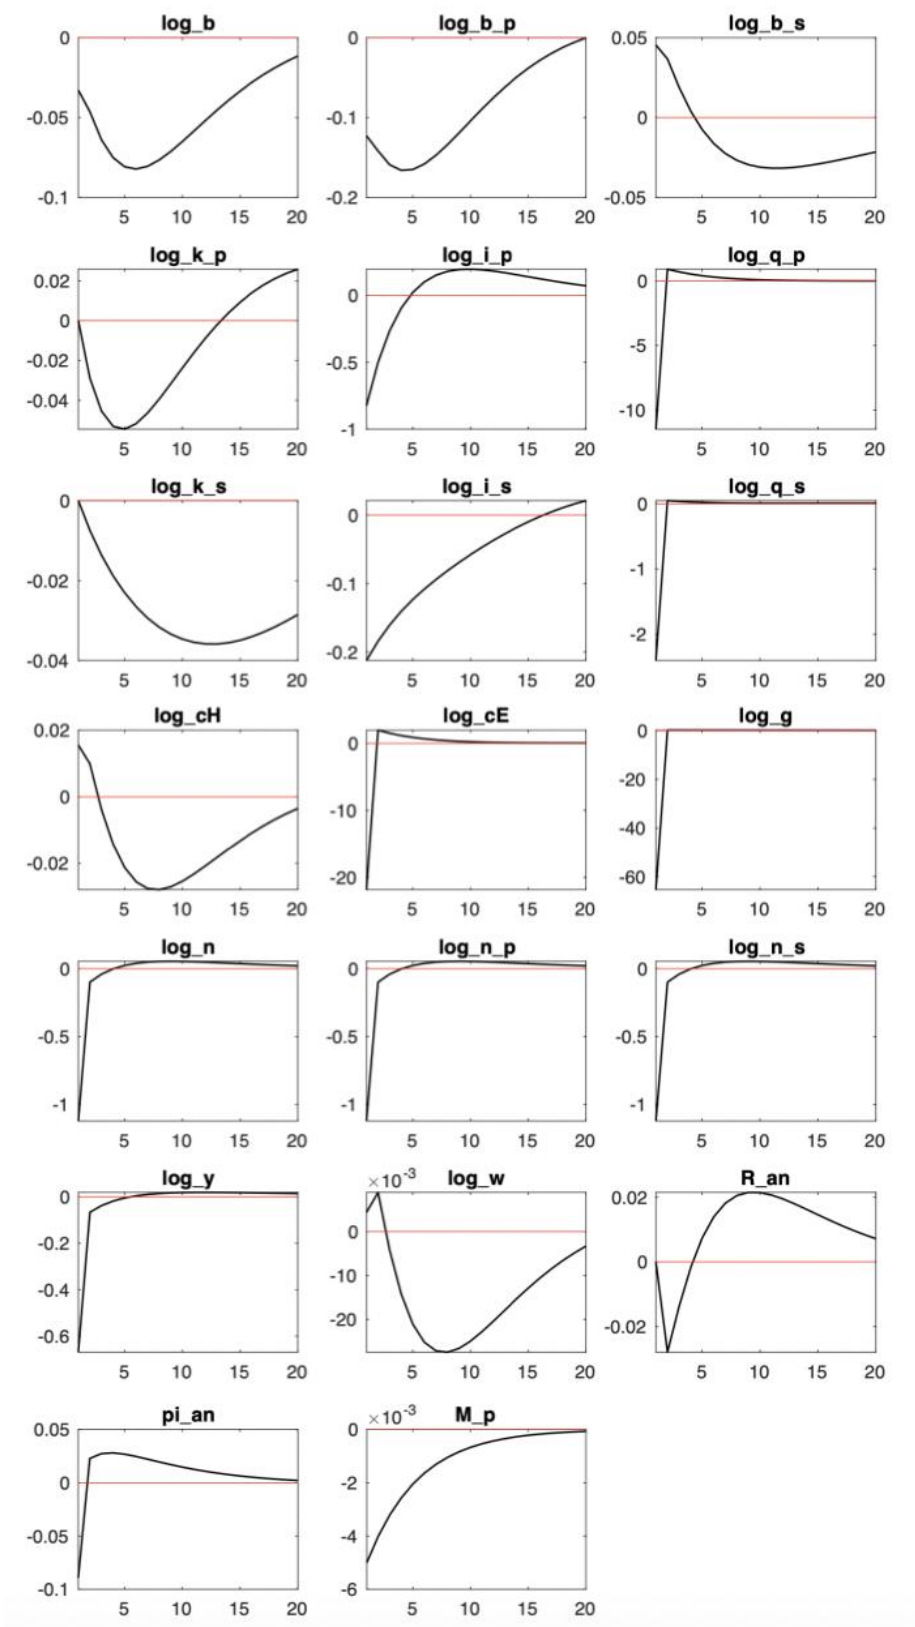 log_b log_b_p log_b_s
0 0 0.05
-0.05 -0.1 0
-0.1 -0.2 -0.05
5 10 15 20 5 10 15 20 5 10 15 20
log_k_p log_i_p log_q_p
0.02 0 0
0 -0.5 -5
-0.02 -1 -10
-0.04
5 10 15 20 5 10 15 20 5 10 15 20
log_k_s log_i_s log_q_s
0 0 0
-0.02 -0.1 -1
-0.04 -0.2 -2
5 10 15 20 5 10 15 20 5 10 15 20
log_cH log_cE log_g
0.02 0 0
0 -10 -20
-0.02 -20 -40
-60
5 10 15 20 5 10 15 20 5 10 15 20
log_n log_n_p log_n_s
0 0 0
-0.5 -0.5 -0.5
-1 -1 -1
5 10 15 20 5 10 15 20 5 10 15 20
log_y ×10⁻³ log_w R_an
0 0 0.02
-0.2 -10 0
-0.4 -20 -0.02
-0.6
5 10 15 20 5 10 15 20 5 10 15 20
pi_an ×10⁻³ M_p
0.05 0
0 -2
-0.05 -4
-0.1 -6
5 10 15 20 5 10 15 20